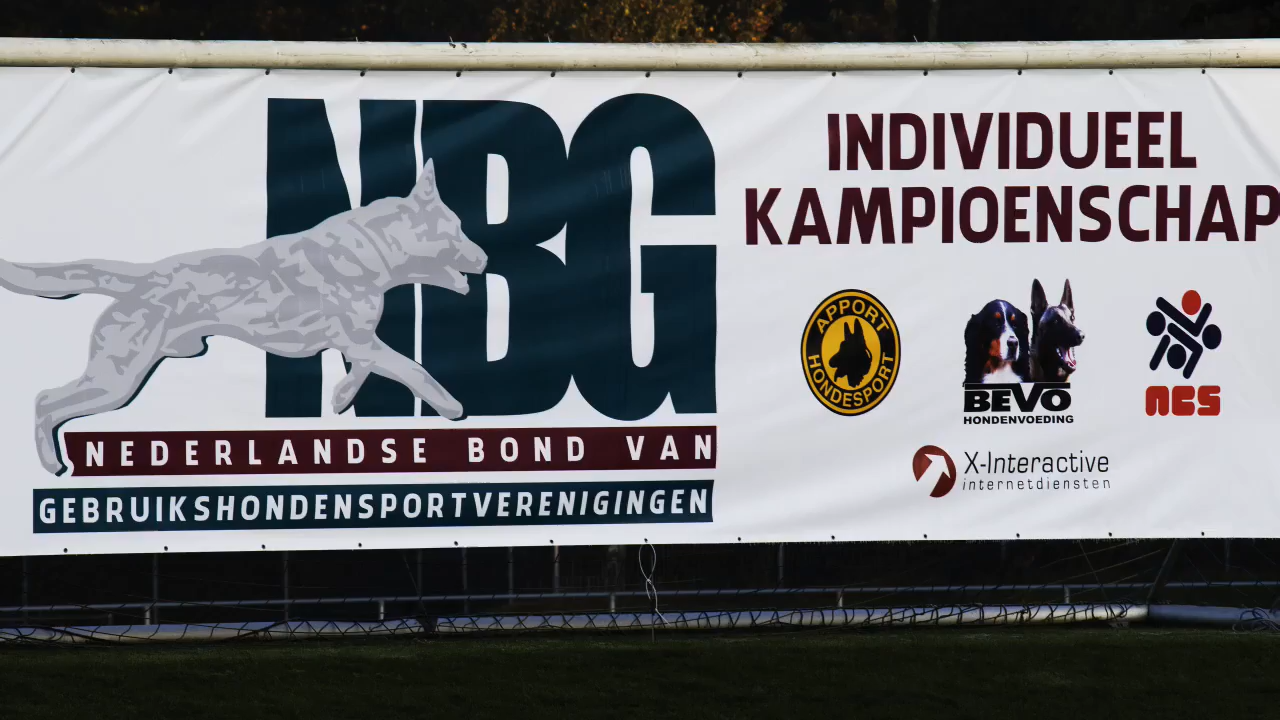 NBG
NEDERLANDSE BOND VAN
GEBRUIKSHONDENSPORTVERENIGINGEN
INDIVIDUEEL
KAMPIOENSCHAP
APPORT
HONDESPORT
BEVO
HONDENVOEDING
ncs
X-Interactive
internetdiensten